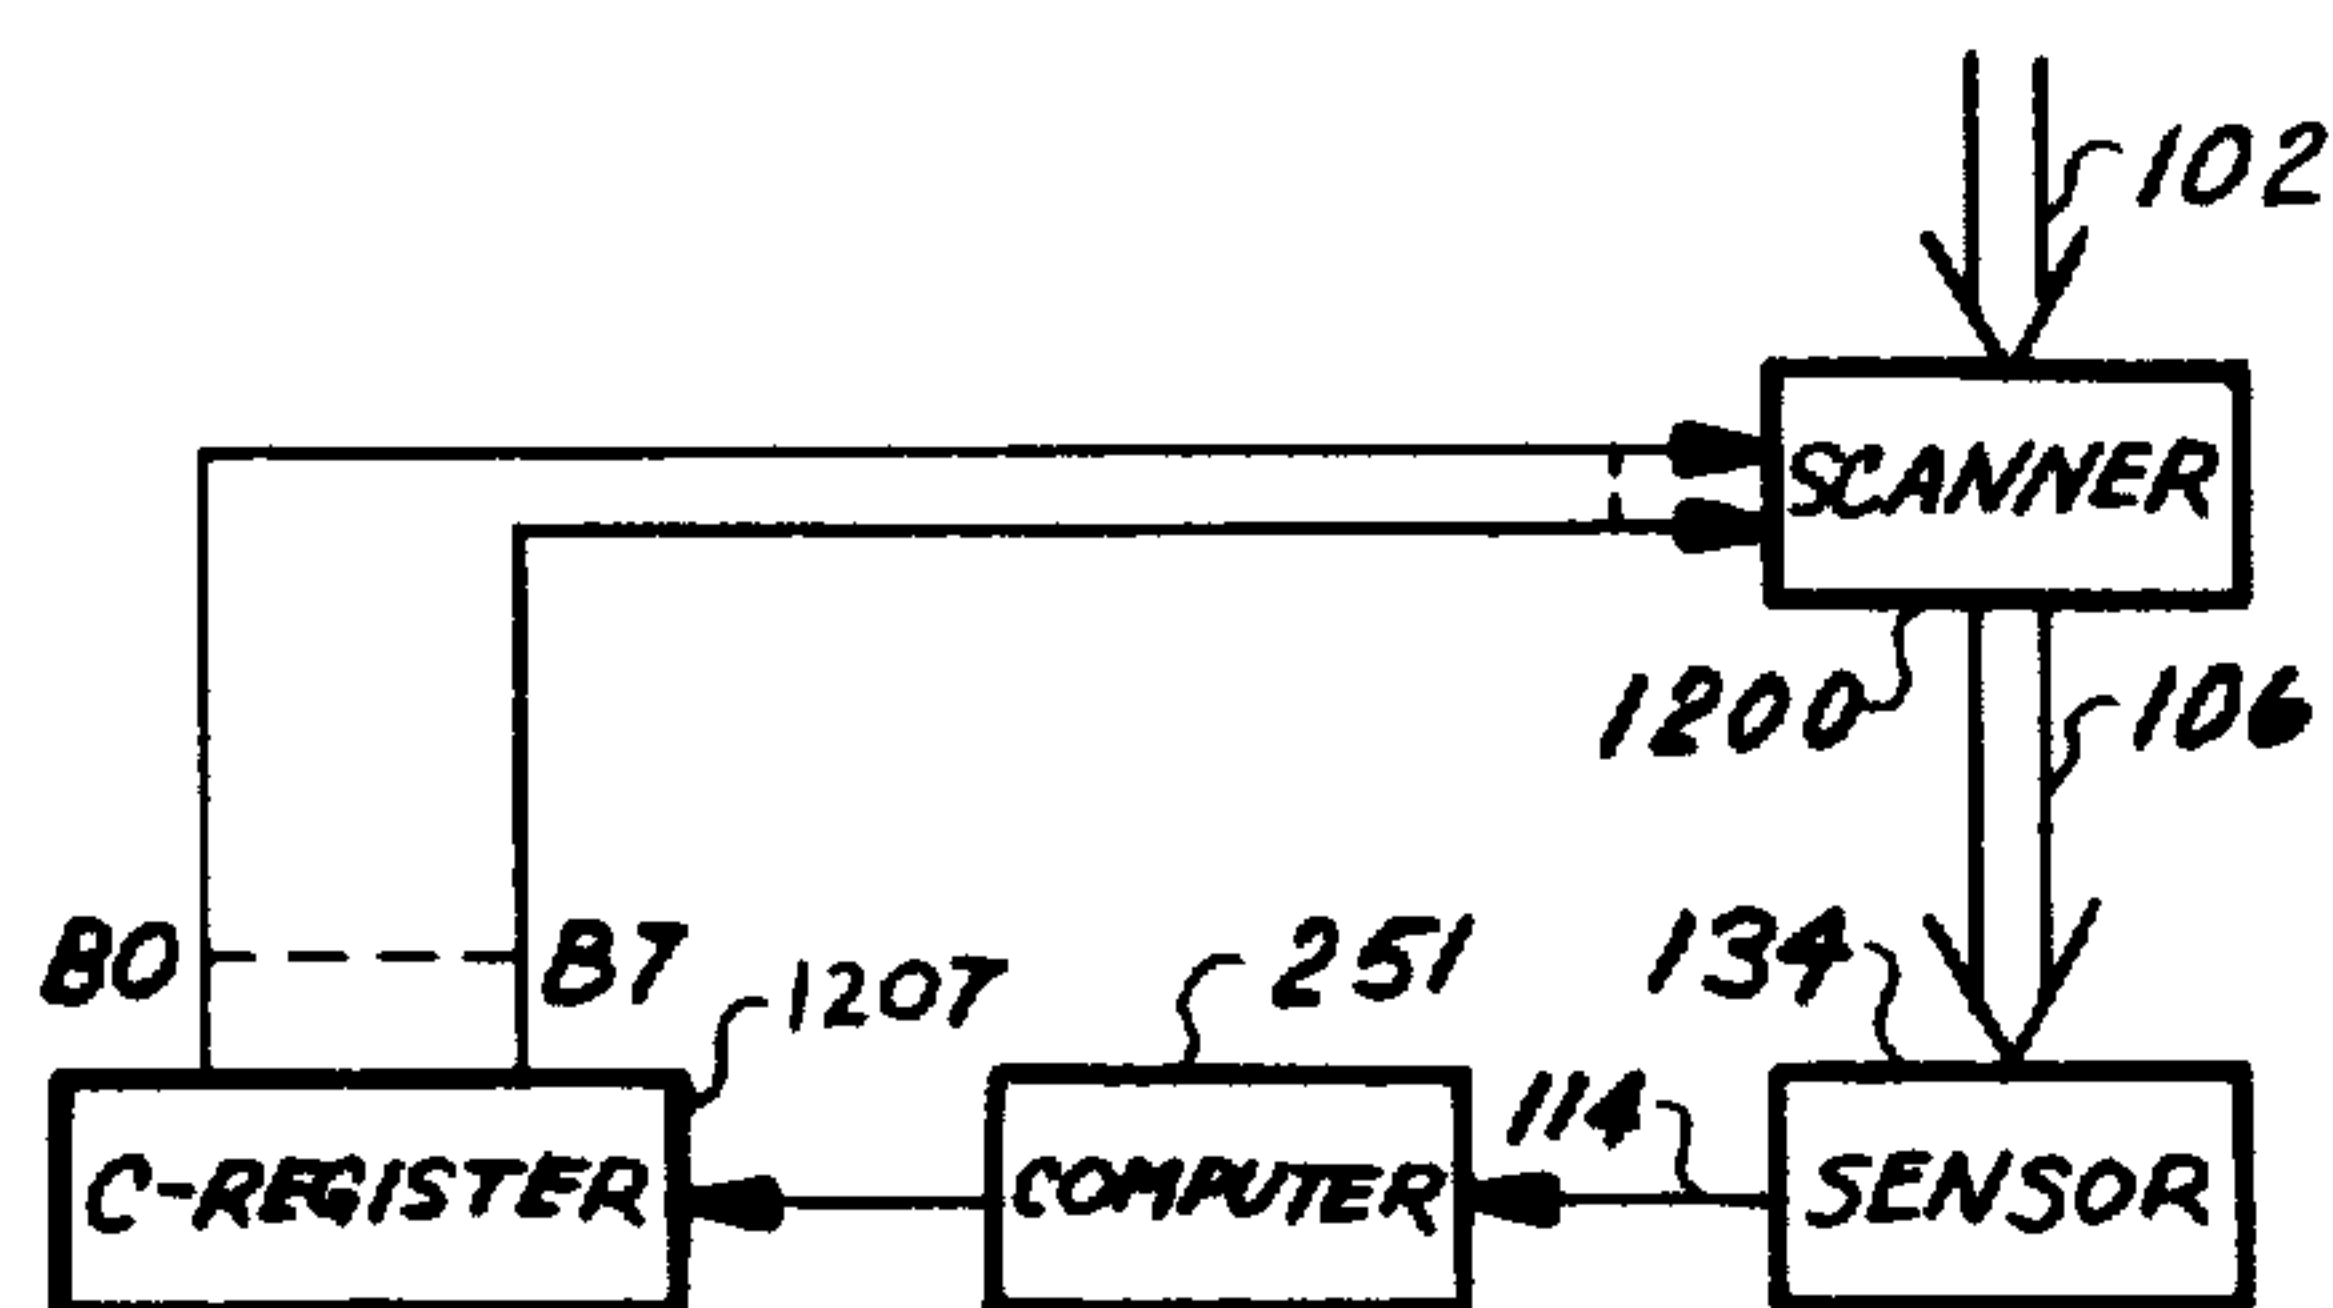 102
SCANNER
1200
106
B0
B7
1207
251
134
114
C-REGISTER
COMPUTER
SENSOR